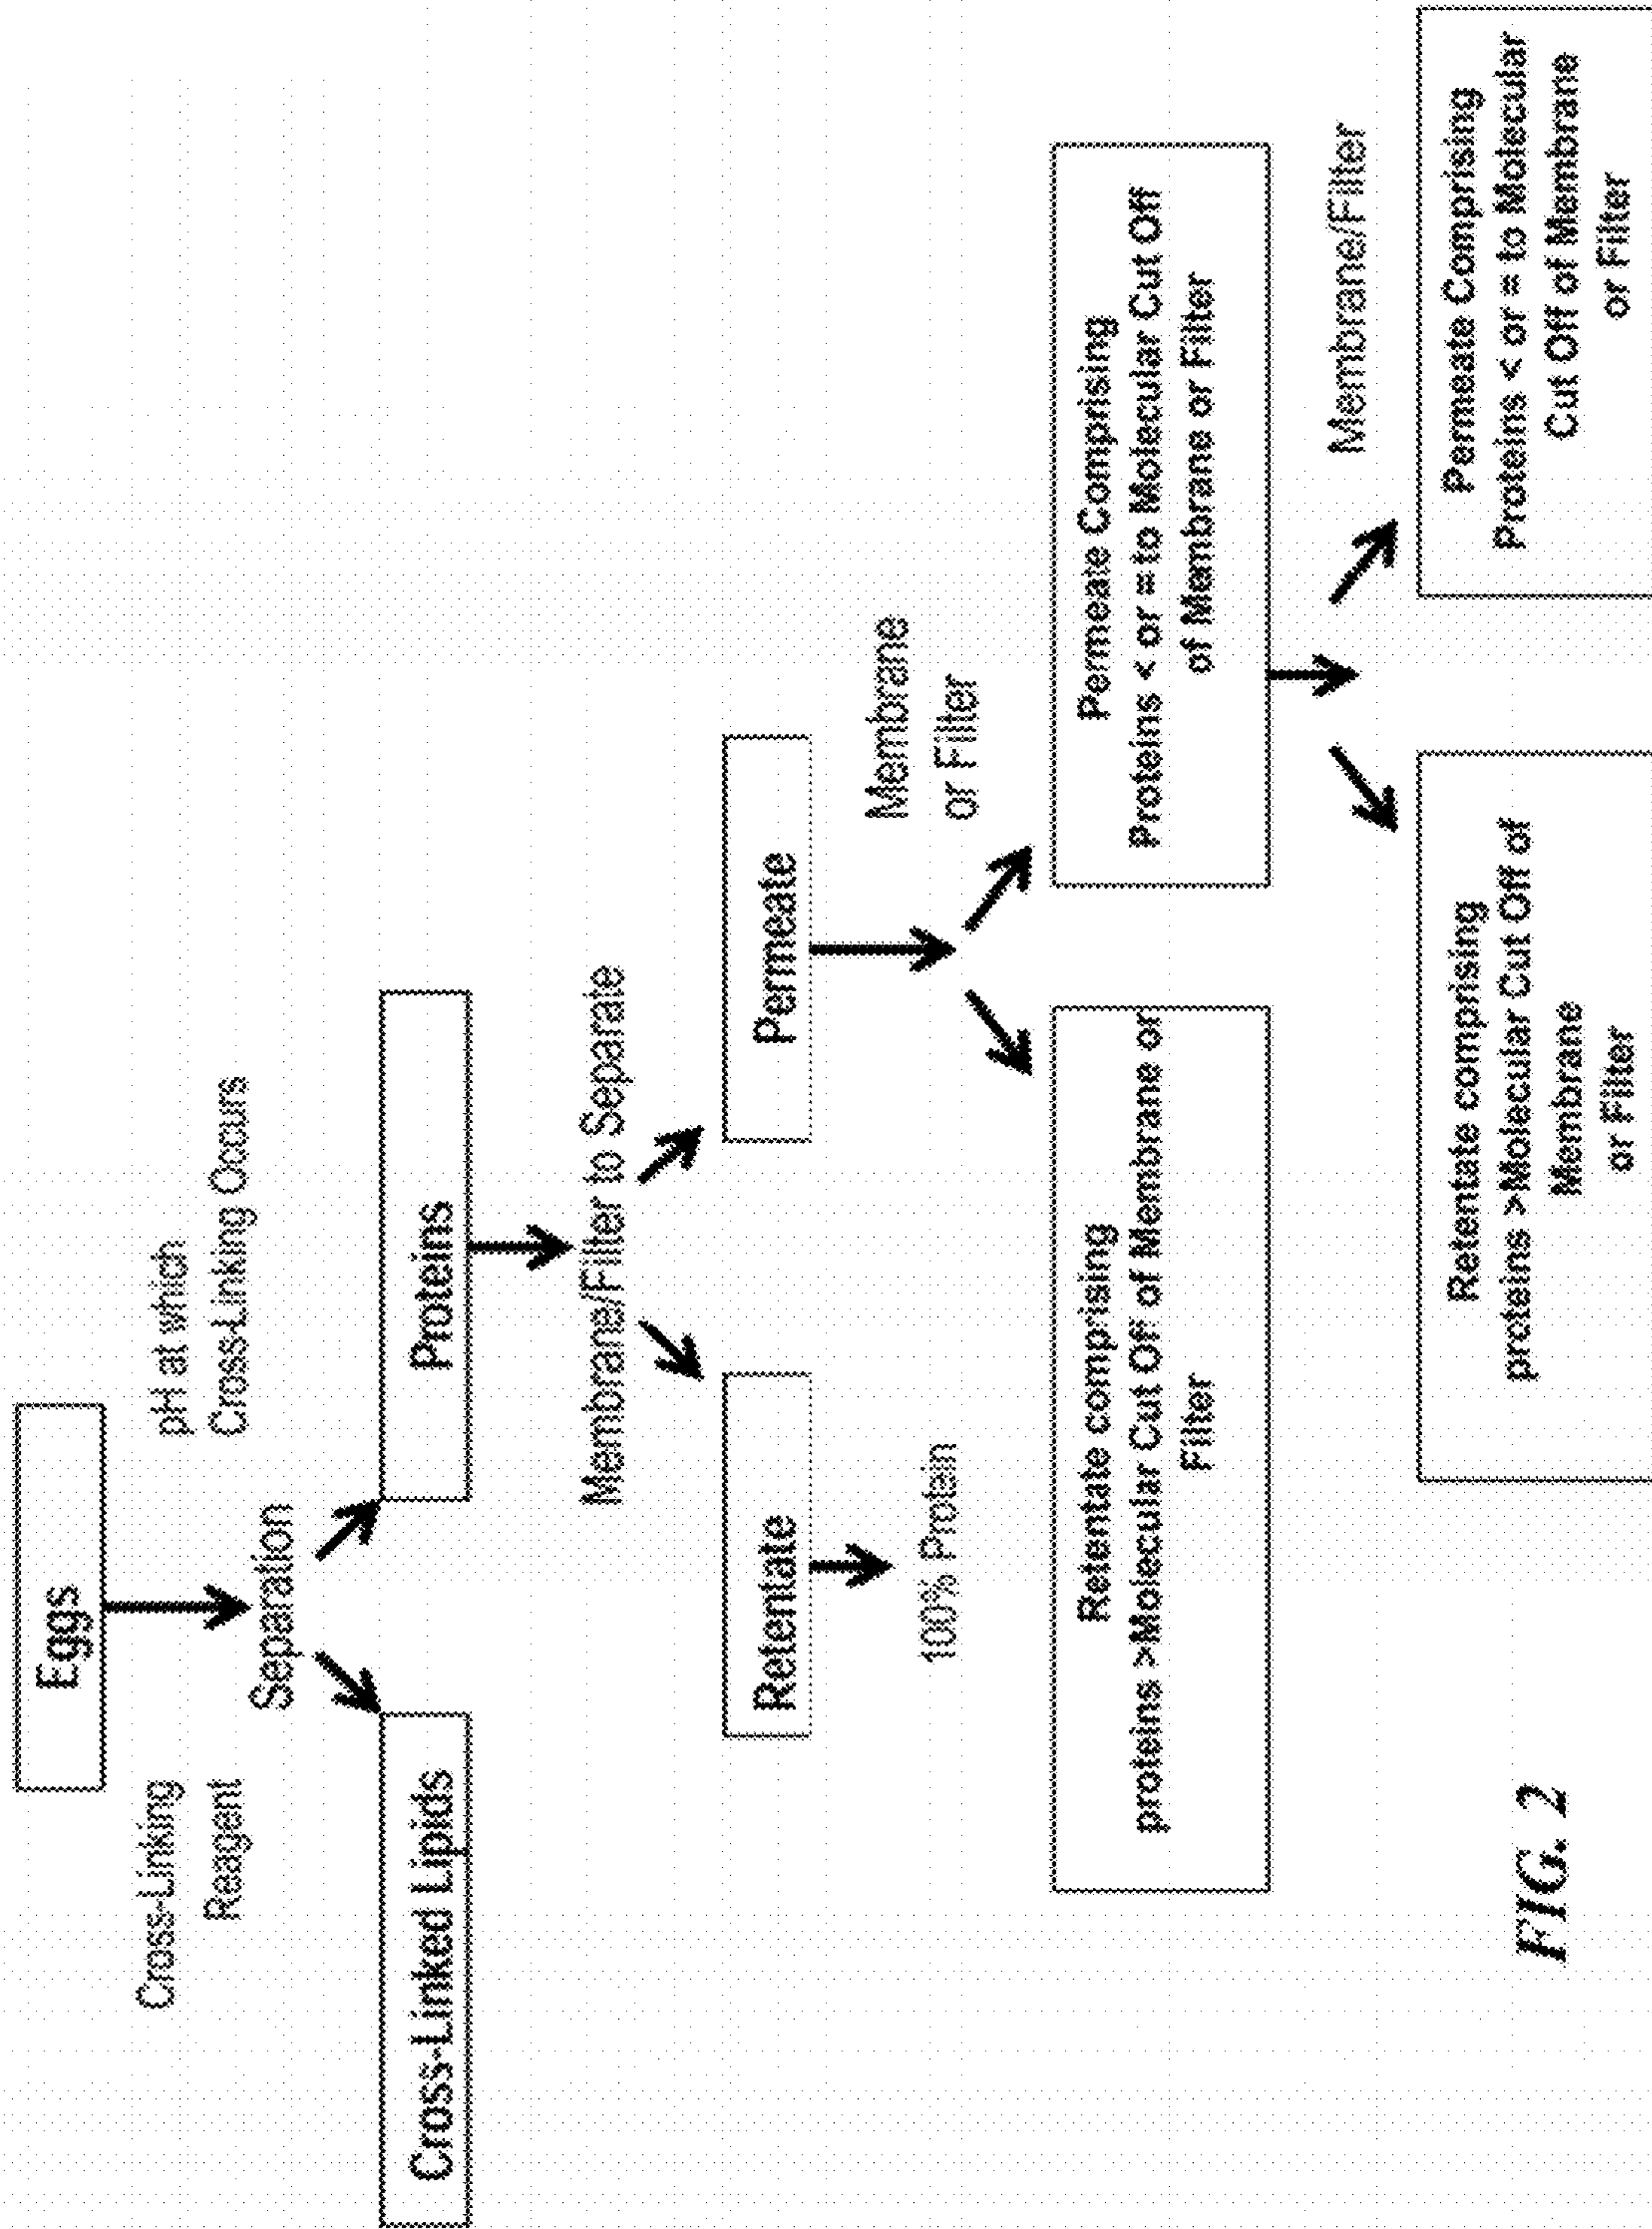 Eggs
Cross-Linking
Reagent
pH at which
Cross-Linking Occurs
Separation
Cross-Linked Lipids
Proteins
Membrane/Filter to Separate
Retentate
Permeate
100% Protein
Membrane
or Filter
Retentate comprising
proteins >Molecular Cut Off of Membrane or
Filter
Permeate Comprising
Proteins < or = to Molecular Cut Off
of Membrane or Filter
Membrane/Filter
Retentate comprising
proteins >Molecular Cut Off of
Membrane
or Filter
Permeate Comprising
Proteins < or = to Molecular
Cut Off of Membrane
or Filter
FIG. 2